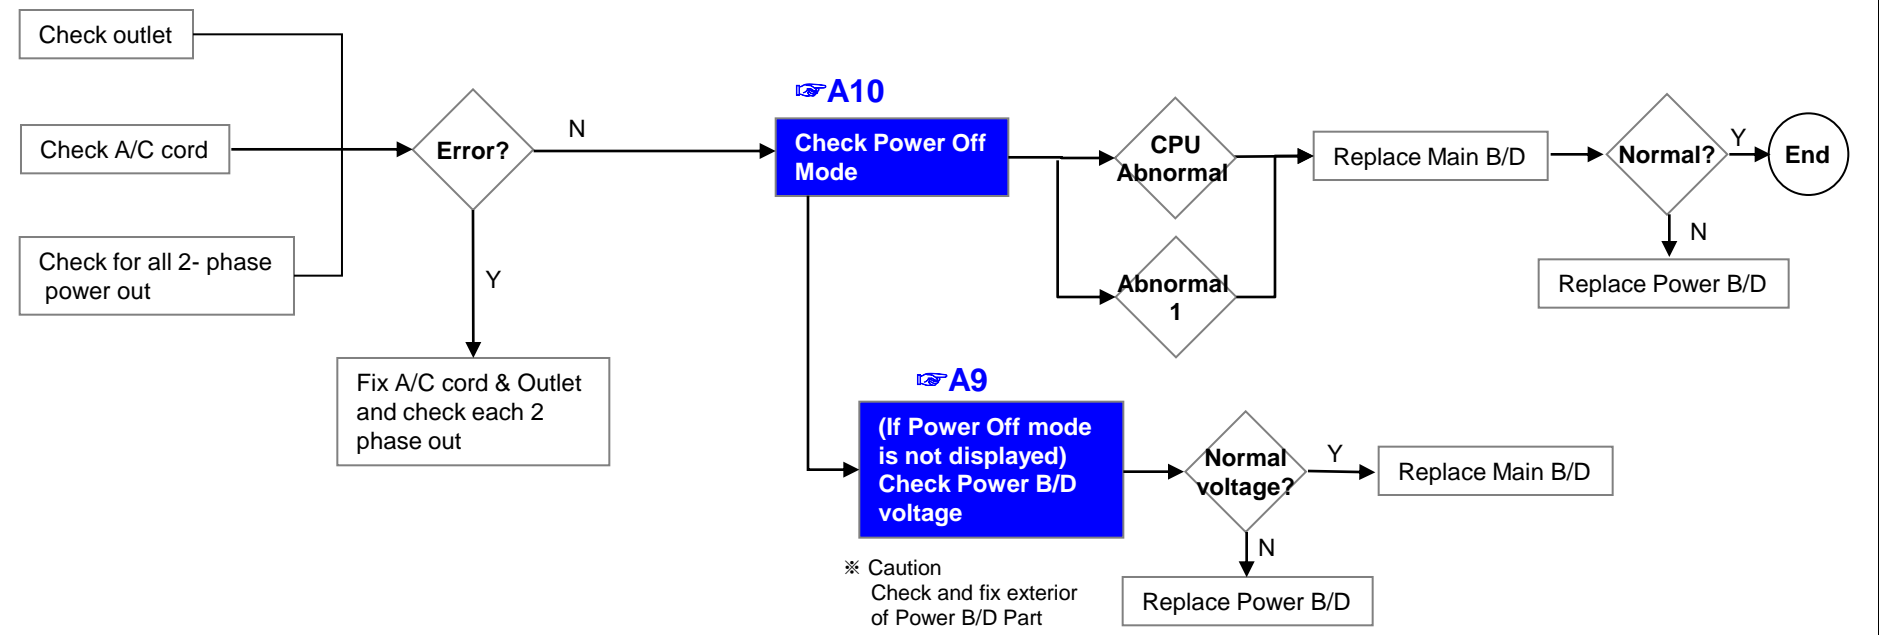 Check outlet
Check A/C cord
Check for all 2- phase
power out
Error?
N
Y
Fix A/C cord & Outlet
and check each 2
phase out
☞A10
Check Power Off
Mode
CPU
Abnormal
Abnormal
1
Replace Main B/D
Normal?
Y
End
N
Replace Power B/D
☞A9
(If Power Off mode
is not displayed)
Check Power B/D
voltage
※ Caution
Check and fix exterior
of Power B/D Part
Normal
voltage?
Y
Replace Main B/D
N
Replace Power B/D